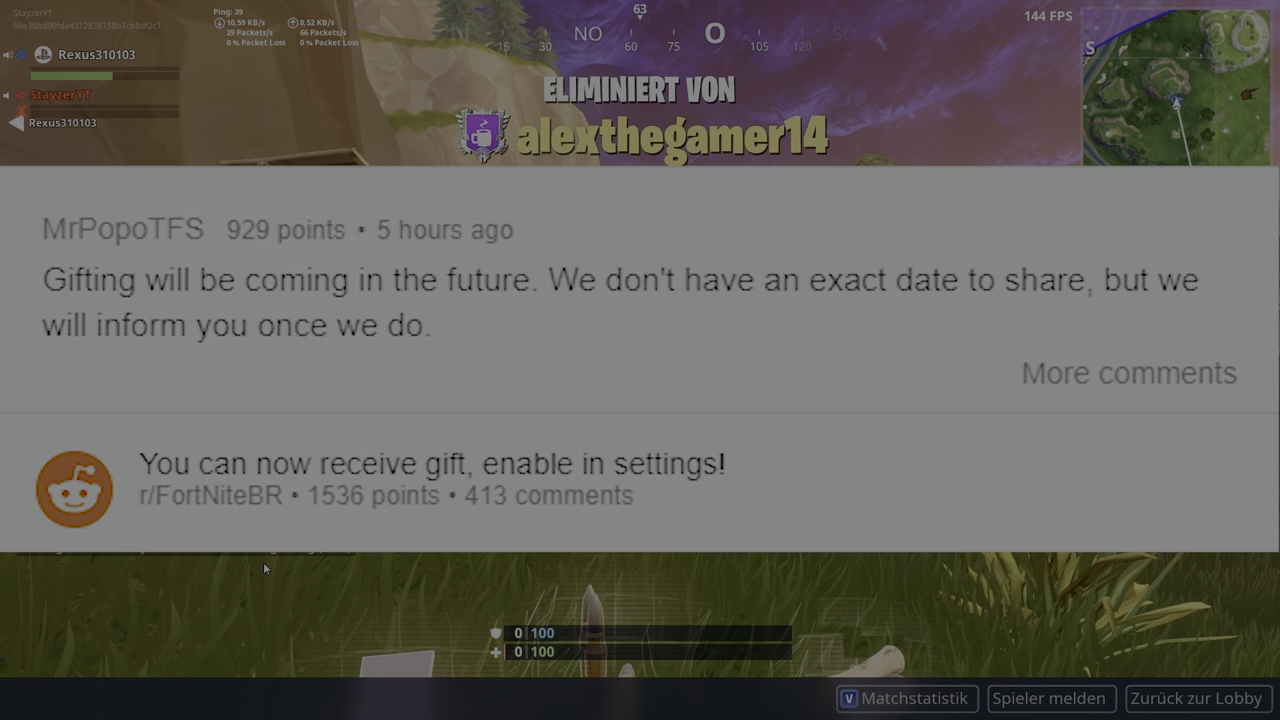 StayzerYT
Ping: 39
10,59 KB/s 8,52 KB/s
29 Packets/s 66 Packets/s
0 % Packet Loss 0 % Packet Loss
Rexus310103
StayzerYT
Rexus310103
63
15 30 NO 60 75 O 105 120 SO
144 FPS
S
ELIMINIERT VON
alexthegamer14
MrPopoTFS 929 points • 5 hours ago
Gifting will be coming in the future. We don't have an exact date to share, but we
will inform you once we do.
More comments
You can now receive gift, enable in settings!
r/FortNiteBR • 1536 points • 413 comments
0 | 100
0 | 100
V Matchstatistik Spieler melden Zurück zur Lobby